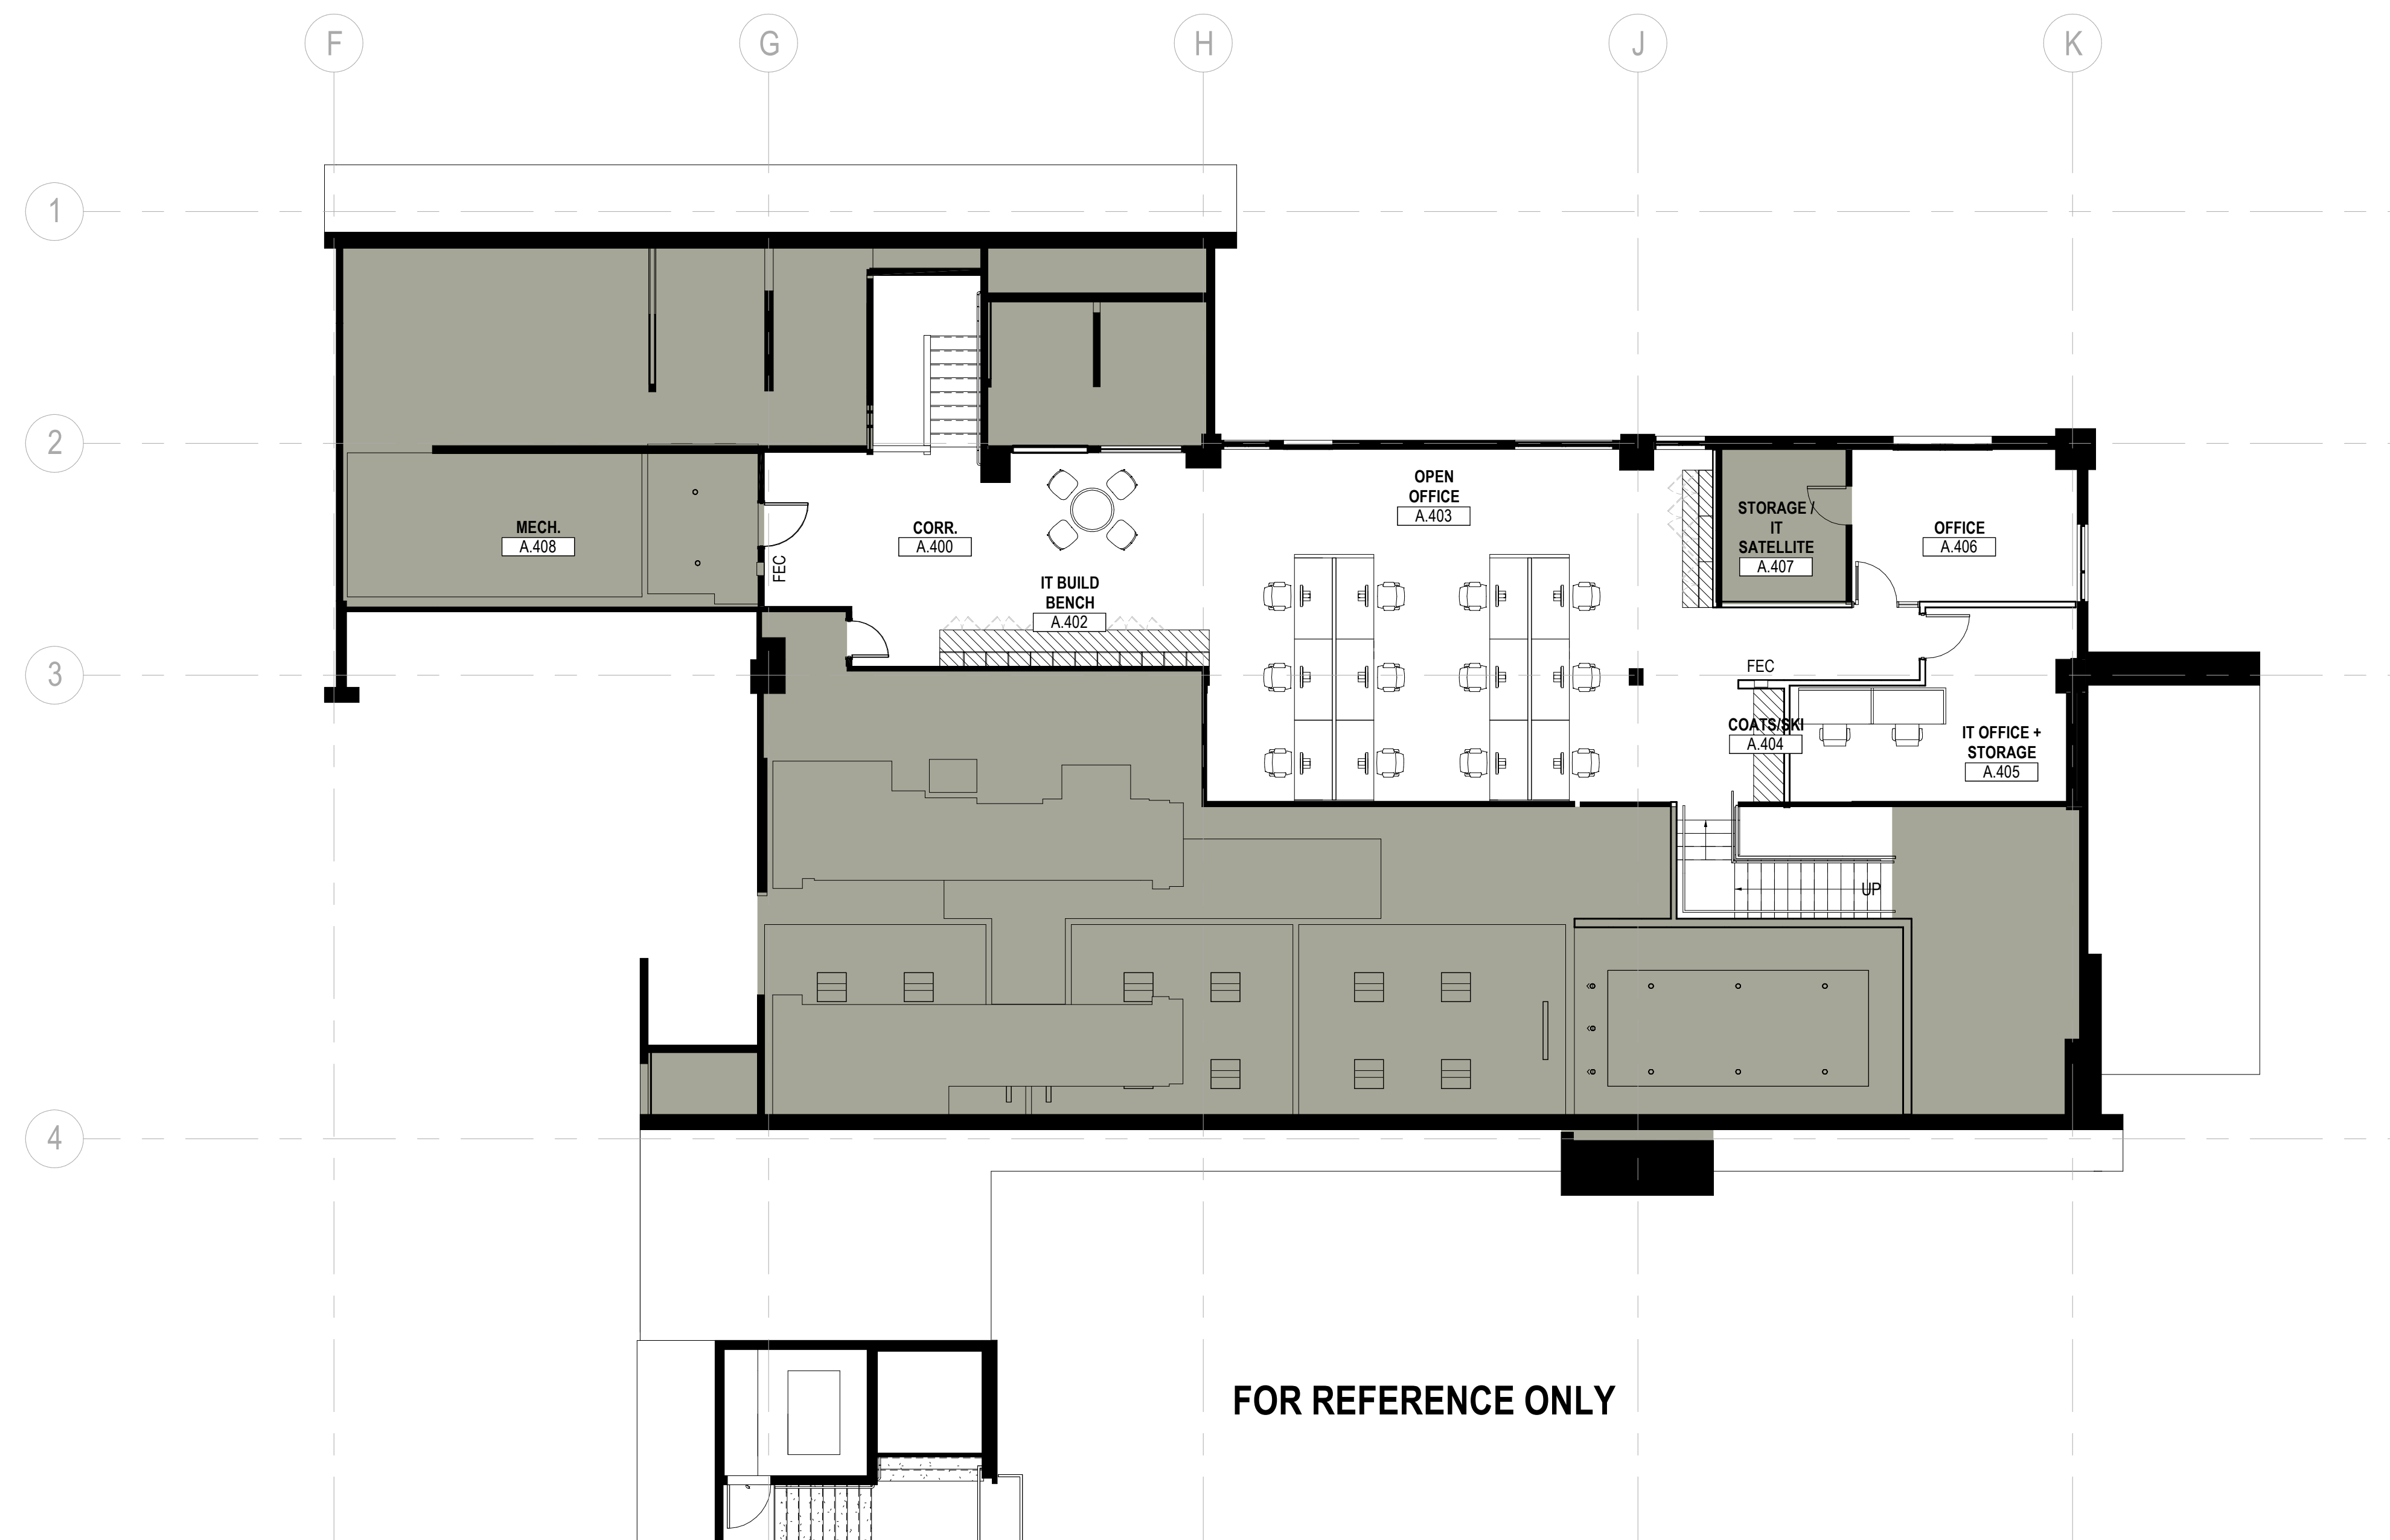 F
G
H
J
K
1
2
3
4
MECH.
A.408
FEC
CORR.
A.400
IT BUILD
BENCH
A.402
OPEN
OFFICE
A.403
STORAGE /
IT
SATELLITE
A.407
OFFICE
A.406
FEC
COATS/SKI
A.404
IT OFFICE +
STORAGE
A.405
UP
FOR REFERENCE ONLY